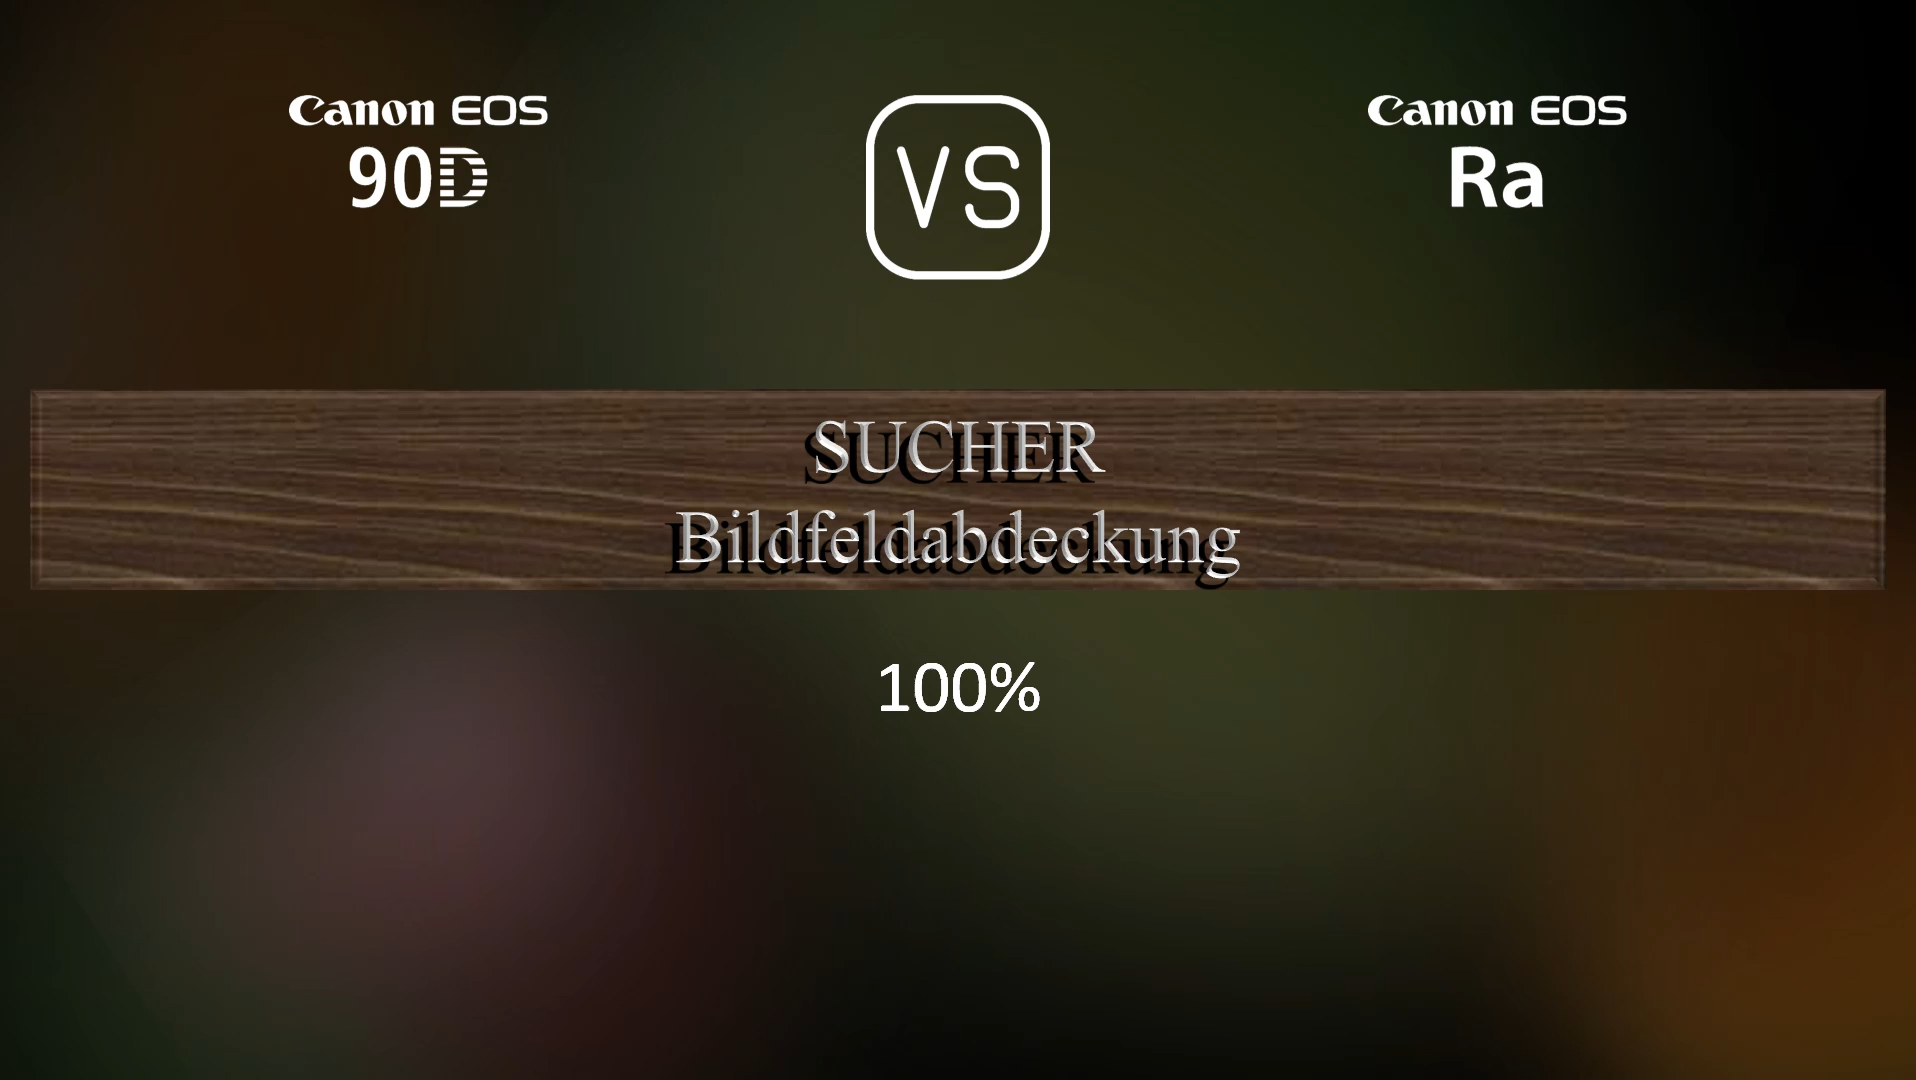 Canon EOS
90D
VS
Canon EOS
Ra
SUCHER
Bildfeldabdeckung
100%